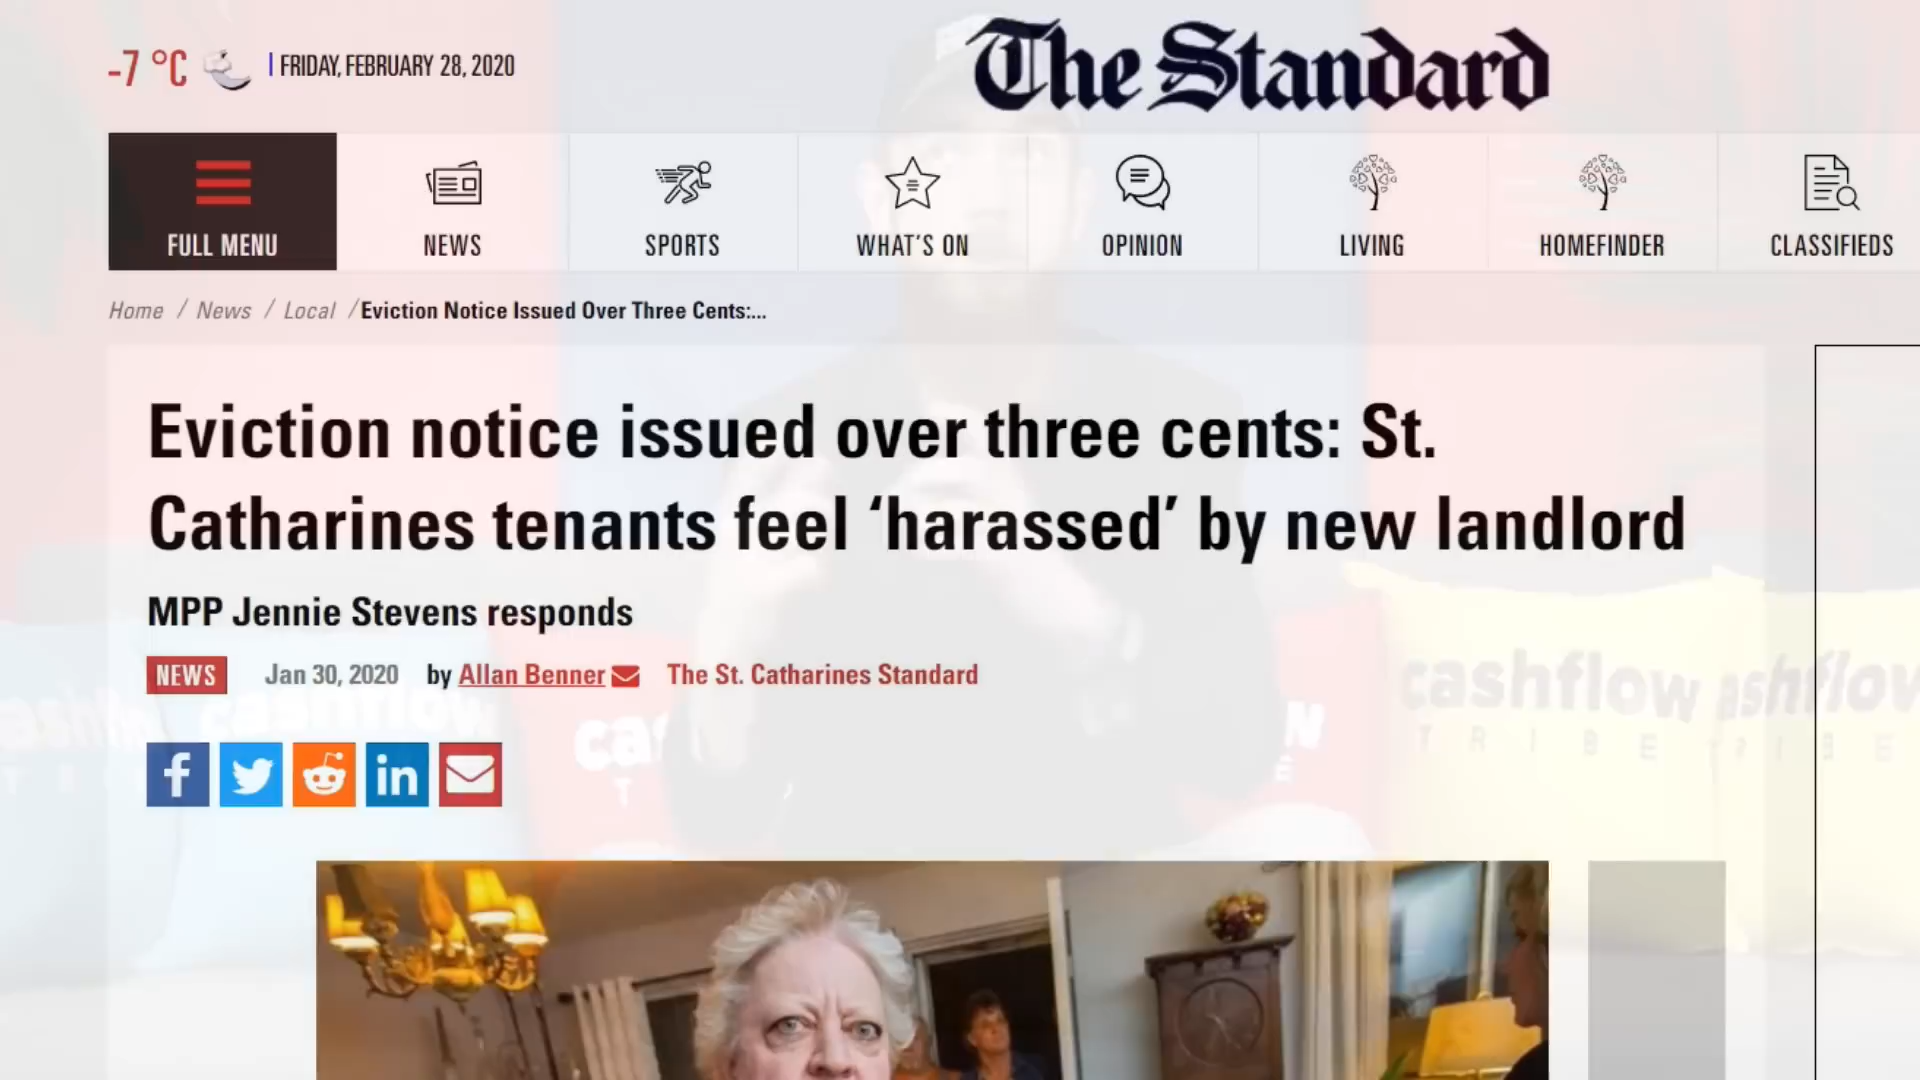 -7 °C FRIDAY, FEBRUARY 28, 2020
The Standard
FULL MENU NEWS SPORTS WHAT'S ON OPINION LIVING HOMEFINDER CLASSIFIEDS
Home / News / Local / Eviction Notice Issued Over Three Cents:...
Eviction notice issued over three cents: St.
Catharines tenants feel ‘harassed’ by new landlord
MPP Jennie Stevens responds
NEWS Jan 30, 2020 by Allan Benner The St. Catharines Standard
cashflow
TRIBE